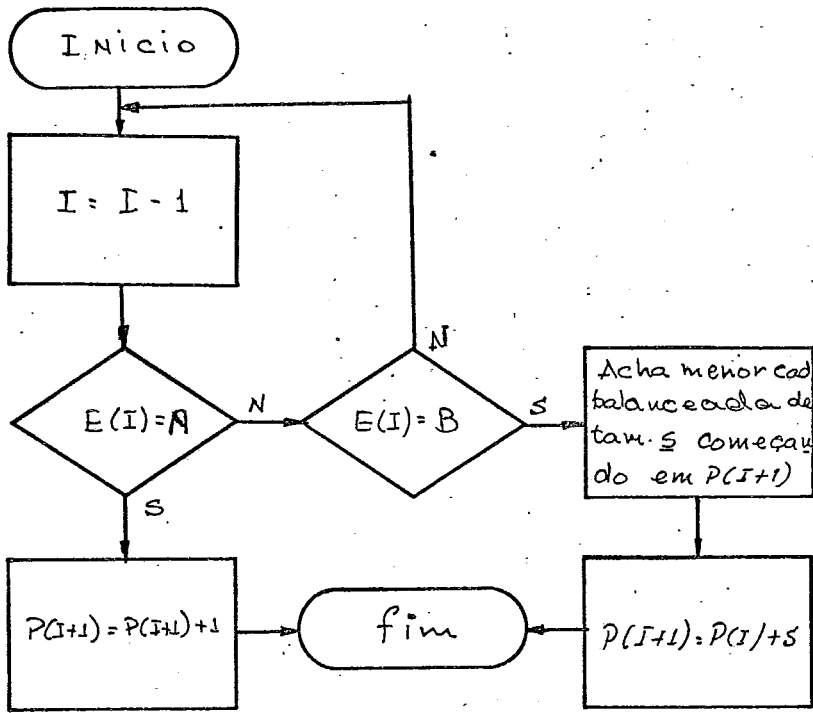 INicio
I = I - 1
E(I)=A
N
E(I)=B
N
S
S
Acha menor cad
balanceada de
tam. s começan
do em P(I+1)
P(I+1)=P(I+1)+1
fim
P(I+1)=P(I)+S